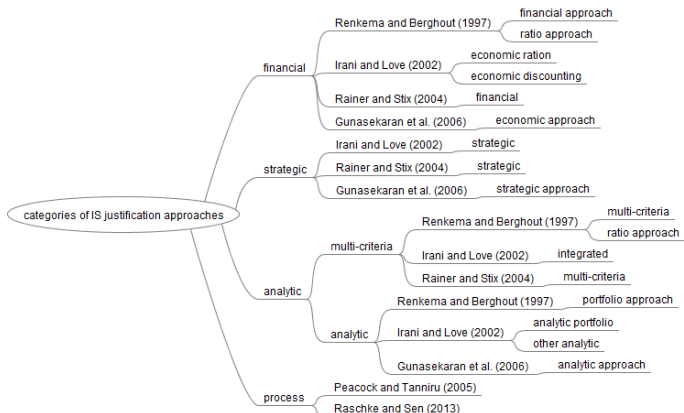 categories of IS justification approaches
financial
Renkema and Berghout (1997)
financial approach
ratio approach
Irani and Love (2002)
economic ration
economic discounting
Rainer and Stix (2004)
financial
Gunasekaran et al. (2006)
economic approach
strategic
Irani and Love (2002)
strategic
Rainer and Stix (2004)
strategic
Gunasekaran et al. (2006)
strategic approach
analytic
multi-criteria
Renkema and Berghout (1997)
multi-criteria
ratio approach
Irani and Love (2002)
integrated
Rainer and Stix (2004)
multi-criteria
analytic
Renkema and Berghout (1997)
portfolio approach
Irani and Love (2002)
analytic portfolio
other analytic
Gunasekaran et al. (2006)
analytic approach
process
Peacock and Tanniru (2005)
Raschke and Sen (2013)